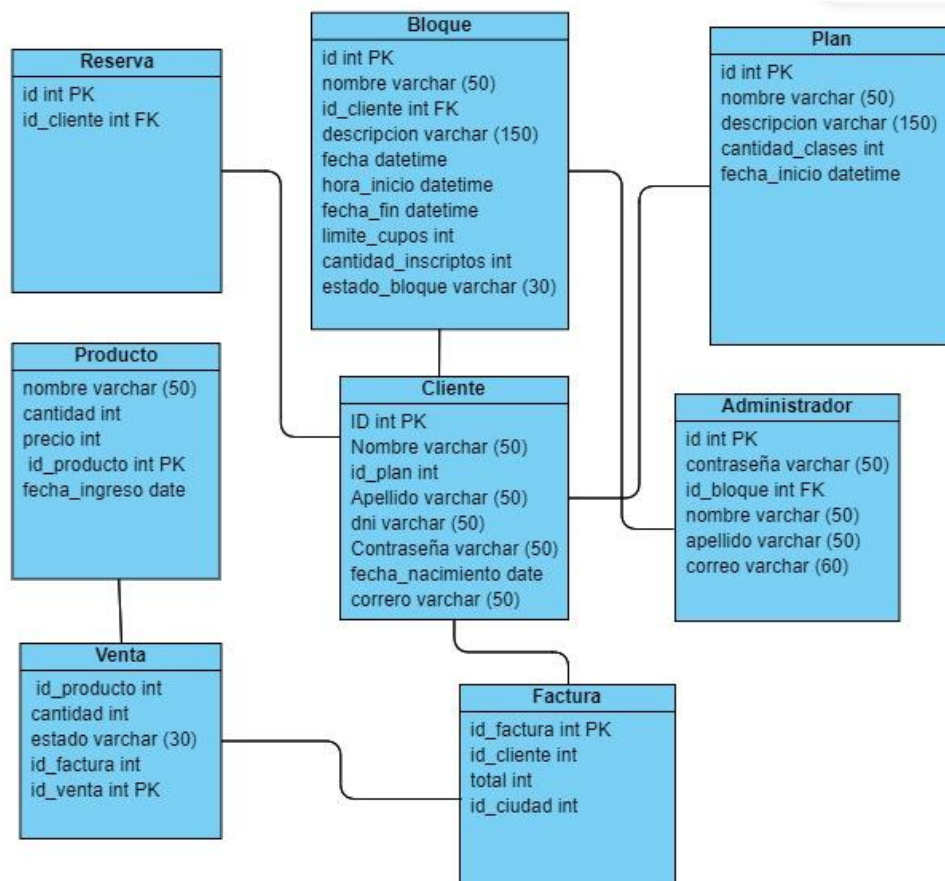 Reserva
id int PK
id_cliente int FK
Bloque
id int PK
nombre varchar (50)
id_cliente int FK
descripcion varchar (150)
fecha datetime
hora_inicio datetime
fecha_fin datetime
limite_cupos int
cantidad_inscriptos int
estado_bloque varchar (30)
Plan
id int PK
nombre varchar (50)
descripcion varchar (150)
cantidad_clases int
fecha_inicio datetime
Producto
nombre varchar (50)
cantidad int
precio int
id_producto int PK
fecha_ingreso date
Cliente
ID int PK
Nombre varchar (50)
id_plan int
Apellido varchar (50)
dni varchar (50)
Contraseña varchar (50)
fecha_nacimiento date
correro varchar (50)
Administrador
id int PK
contraseña varchar (50)
id_bloque int FK
nombre varchar (50)
apellido varchar (50)
correo varchar (60)
Venta
id_producto int
cantidad int
estado varchar (30)
id_factura int
id_venta int PK
Factura
id_factura int PK
id_cliente int
total int
id_ciudad int